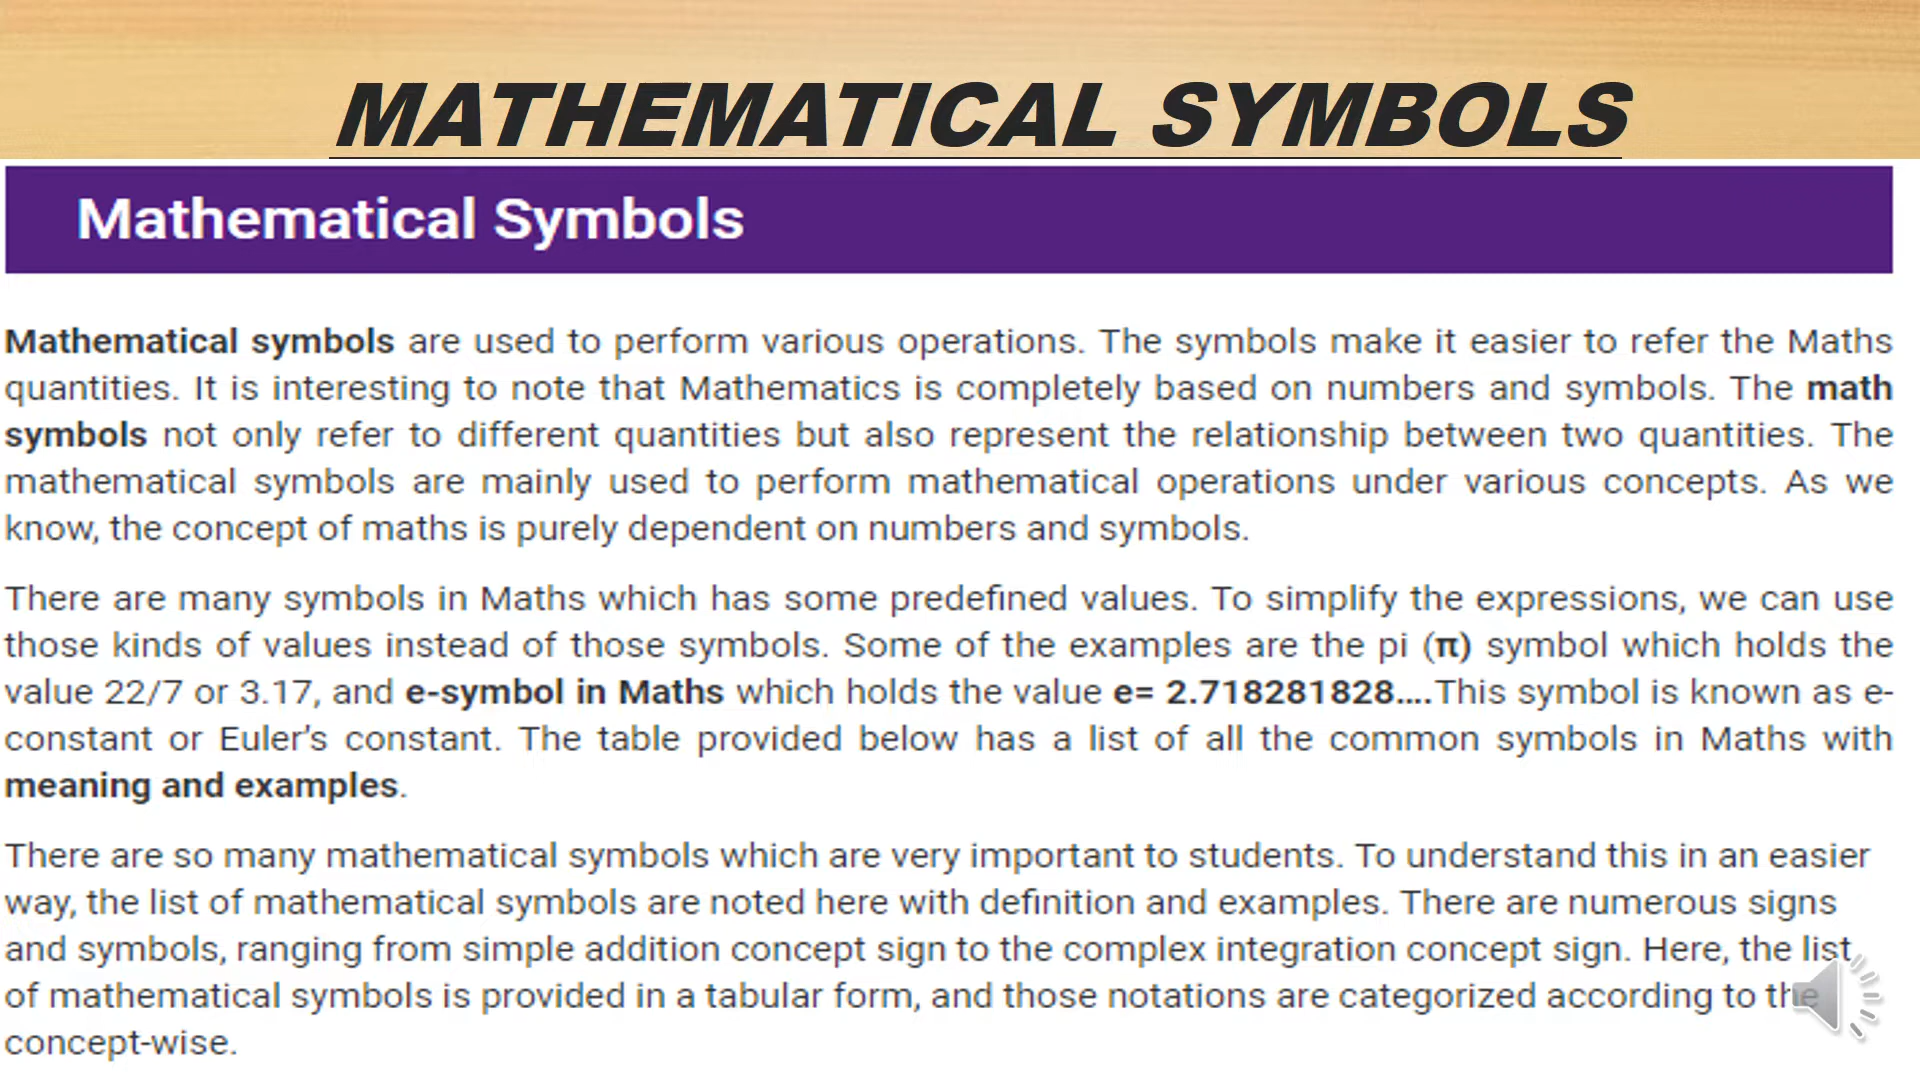 MATHEMATICAL SYMBOLS
Mathematical Symbols
Mathematical symbols are used to perform various operations. The symbols make it easier to refer the Maths
quantities. It is interesting to note that Mathematics is completely based on numbers and symbols. The math
symbols not only refer to different quantities but also represent the relationship between two quantities. The
mathematical symbols are mainly used to perform mathematical operations under various concepts. As we
know, the concept of maths is purely dependent on numbers and symbols.
There are many symbols in Maths which has some predefined values. To simplify the expressions, we can use
those kinds of values instead of those symbols. Some of the examples are the pi (π) symbol which holds the
value 22/7 or 3.17, and e-symbol in Maths which holds the value e= 2.718281828....This symbol is known as e-
constant or Euler’s constant. The table provided below has a list of all the common symbols in Maths with
meaning and examples.
There are so many mathematical symbols which are very important to students. To understand this in an easier
way, the list of mathematical symbols are noted here with definition and examples. There are numerous signs
and symbols, ranging from simple addition concept sign to the complex integration concept sign. Here, the list
of mathematical symbols is provided in a tabular form, and those notations are categorized according to the
concept-wise.